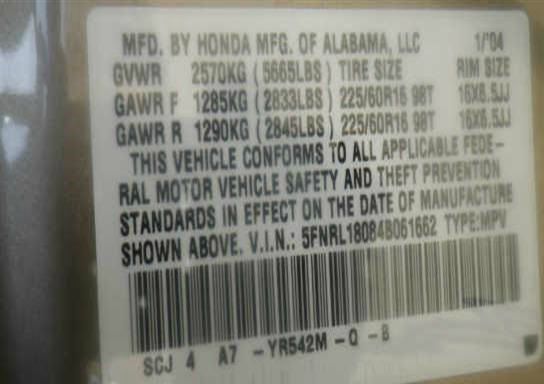 MFD. BY HONDA MFG. OF ALABAMA, LLC 1/'04
GVWR 2570KG (5665LBS) TIRE SIZE RIM SIZE
GAWR F 1285KG (2833LBS) 225/60R16 98T 16X6.5JJ
GAWR R 1290KG (2845LBS) 225/60R16 98T 16X6.5JJ
THIS VEHICLE CONFORMS TO ALL APPLICABLE FEDE-
RAL MOTOR VEHICLE SAFETY AND THEFT PREVENTION
STANDARDS IN EFFECT ON THE DATE OF MANUFACTURE
SHOWN ABOVE. V.I.N.: 5FNRL18084B061662 TYPE:MPV
SCJ 4 A7 -YR542M -Q -B